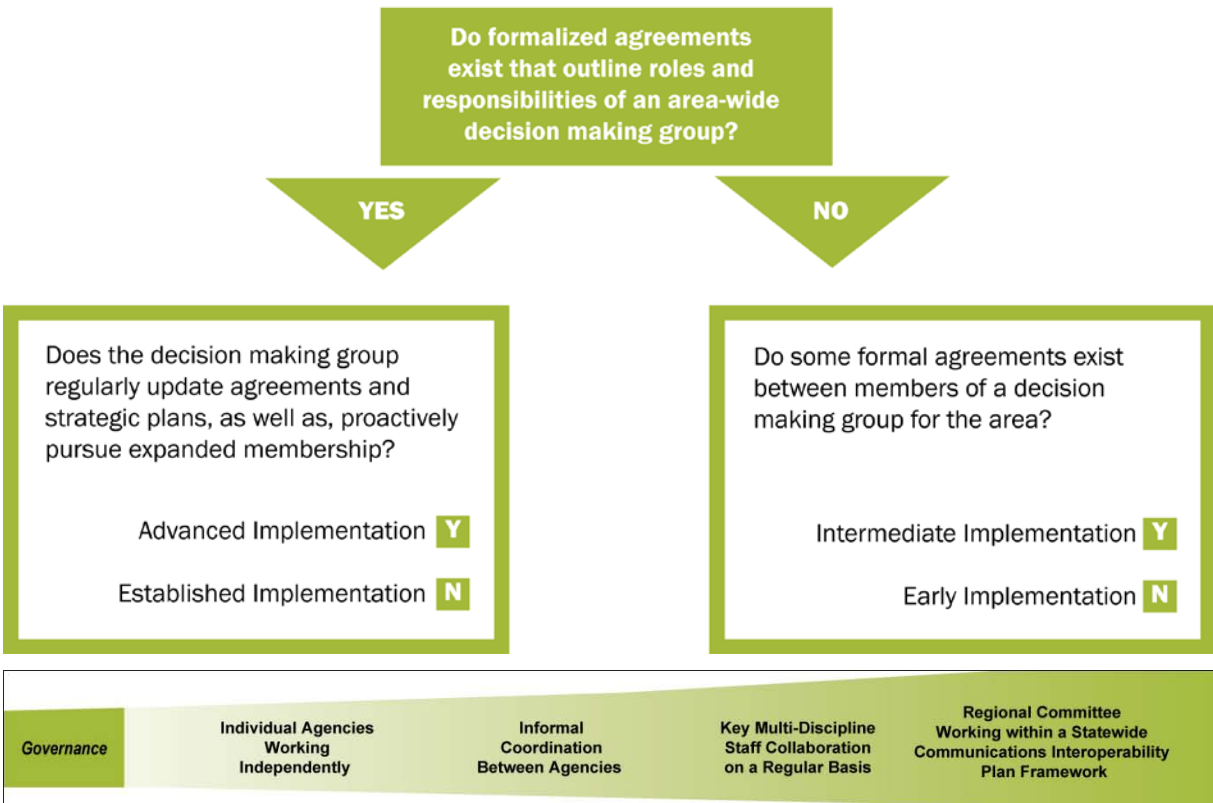 Do formalized agreements
exist that outline roles and
responsibilities of an area-wide
decision making group?
YES
NO
Does the decision making group
regularly update agreements and
strategic plans, as well as, proactively
pursue expanded membership?
Advanced Implementation Y
Established Implementation N
Do some formal agreements exist
between members of a decision
making group for the area?
Intermediate Implementation Y
Early Implementation N
Governance
Individual Agencies
Working
Independently
Informal
Coordination
Between Agencies
Key Multi-Discipline
Staff Collaboration
on a Regular Basis
Regional Committee
Working within a Statewide
Communications Interoperability
Plan Framework